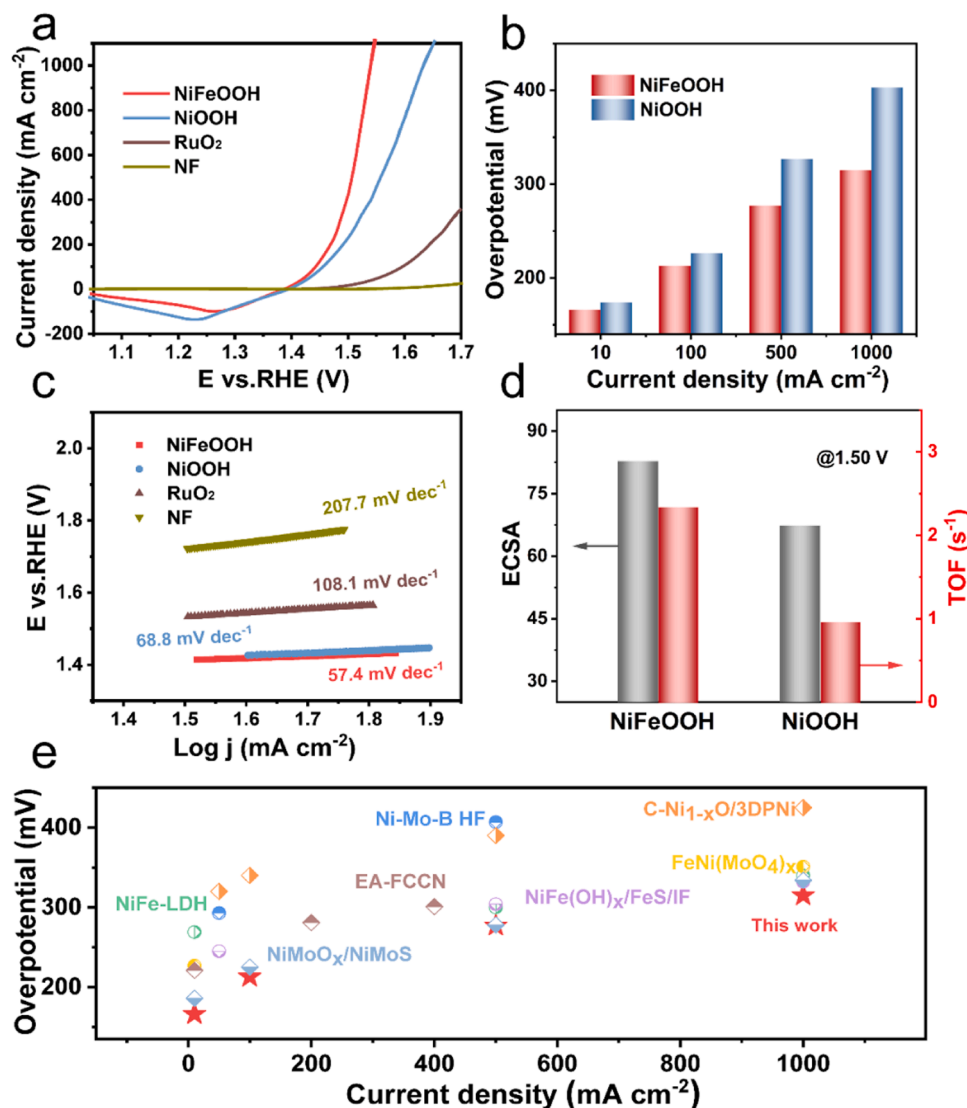 a
Current density (mA cm⁻²)
1000
800
600
400
200
0
-200
NiFeOOH
NiOOH
RuO₂
NF
1.1 1.2 1.3 1.4 1.5 1.6 1.7
E vs.RHE (V)
b
Overpotential (mV)
400
300
200
NiFeOOH
NiOOH
10 100 500 1000
Current density (mA cm⁻²)
c
E vs.RHE (V)
2.0
1.8
1.6
1.4
NiFeOOH
NiOOH
RuO₂
NF
207.7 mV dec⁻¹
108.1 mV dec⁻¹
68.8 mV dec⁻¹
57.4 mV dec⁻¹
1.4 1.5 1.6 1.7 1.8 1.9
Log j (mA cm⁻²)
d
ECSA
90
75
60
45
30
@1.50 V
3
2
1
0
TOF (s⁻¹)
NiFeOOH NiOOH
e
Overpotential (mV)
400
300
200
Ni-Mo-B HF
C-Ni₁₋ₓO/3DPNi
FeNi(MoO₄)ₓ
EA-FCCN
NiFe-LDH
NiFe(OH)ₓ/FeS/IF
This work
NiMoOₓ/NiMoS
0 200 400 600 800 1000
Current density (mA cm⁻²)